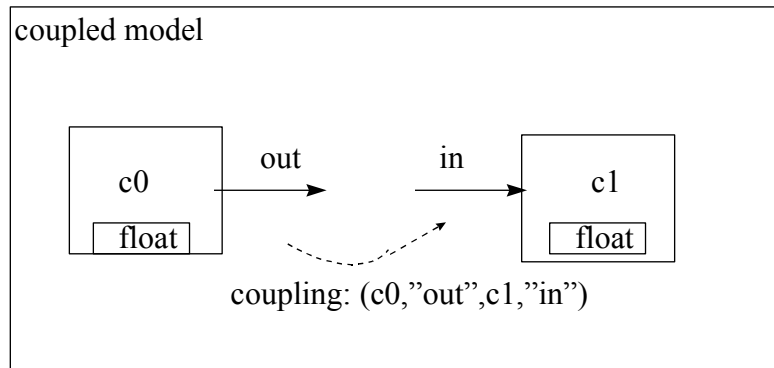 coupled model
out
in
c0
c1
float
float
coupling: (c0,”out”,c1,”in”)